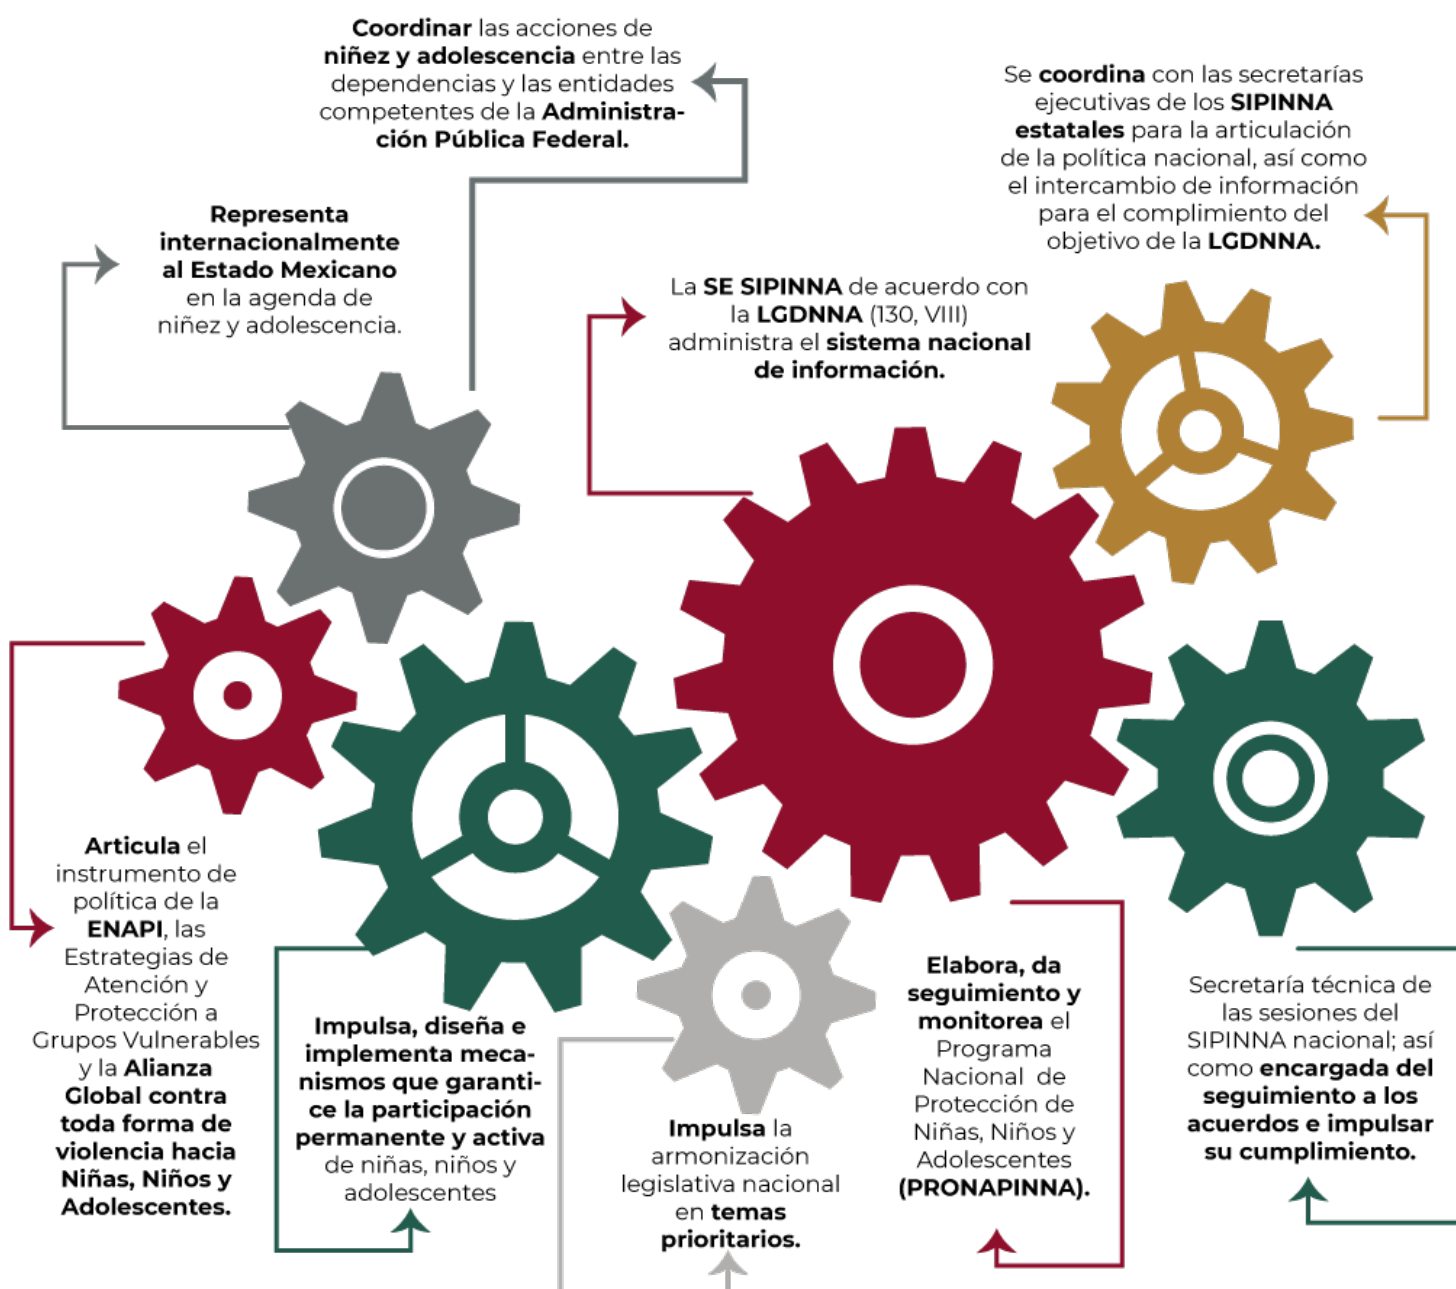 Coordinar las acciones de
niñez y adolescencia entre las
dependencias y las entidades
competentes de la Administra-
ción Pública Federal.
Se coordina con las secretarías
ejecutivas de los SIPINNA
estatales para la articulación
de la política nacional, así como
el intercambio de información
para el complimiento del
objetivo de la LGDNNA.
Representa
internacionalmente
al Estado Mexicano
en la agenda de
niñez y adolescencia.
La SE SIPINNA de acuerdo con
la LGDNNA (130, VIII)
administra el sistema nacional
de información.
Articula el
instrumento de
política de la
ENAPI, las
Estrategias de
Atención y
Protección a
Grupos Vulnerables
y la Alianza
Global contra
toda forma de
violencia hacia
Niñas, Niños y
Adolescentes.
Impulsa, diseña e
implementa meca-
nismos que garanti-
ce la participación
permanente y activa
de niñas, niños y
adolescentes
Impulsa la
armonización
legislativa nacional
en temas
prioritarios.
Elabora, da
seguimiento y
monitorea el
Programa
Nacional de
Protección de
Niñas, Niños y
Adolescentes
(PRONAPINNA).
Secretaría técnica de
las sesiones del
SIPINNA nacional; así
como encargada del
seguimiento a los
acuerdos e impulsar
su cumplimiento.